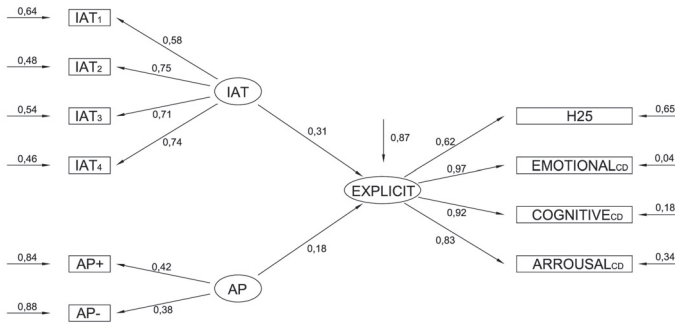 0,64
IAT1
0,58
0,48
IAT2
0,75
IAT
0,54
IAT3
0,71
0,46
IAT4
0,74
0,31
0,87
0,62
H25
0,65
0,97
EMOTIONALCD
0,04
EXPLICIT
0,92
COGNITIVECD
0,18
0,83
ARROUSALCD
0,34
0,18
0,84
AP+
0,42
AP
0,88
AP-
0,38